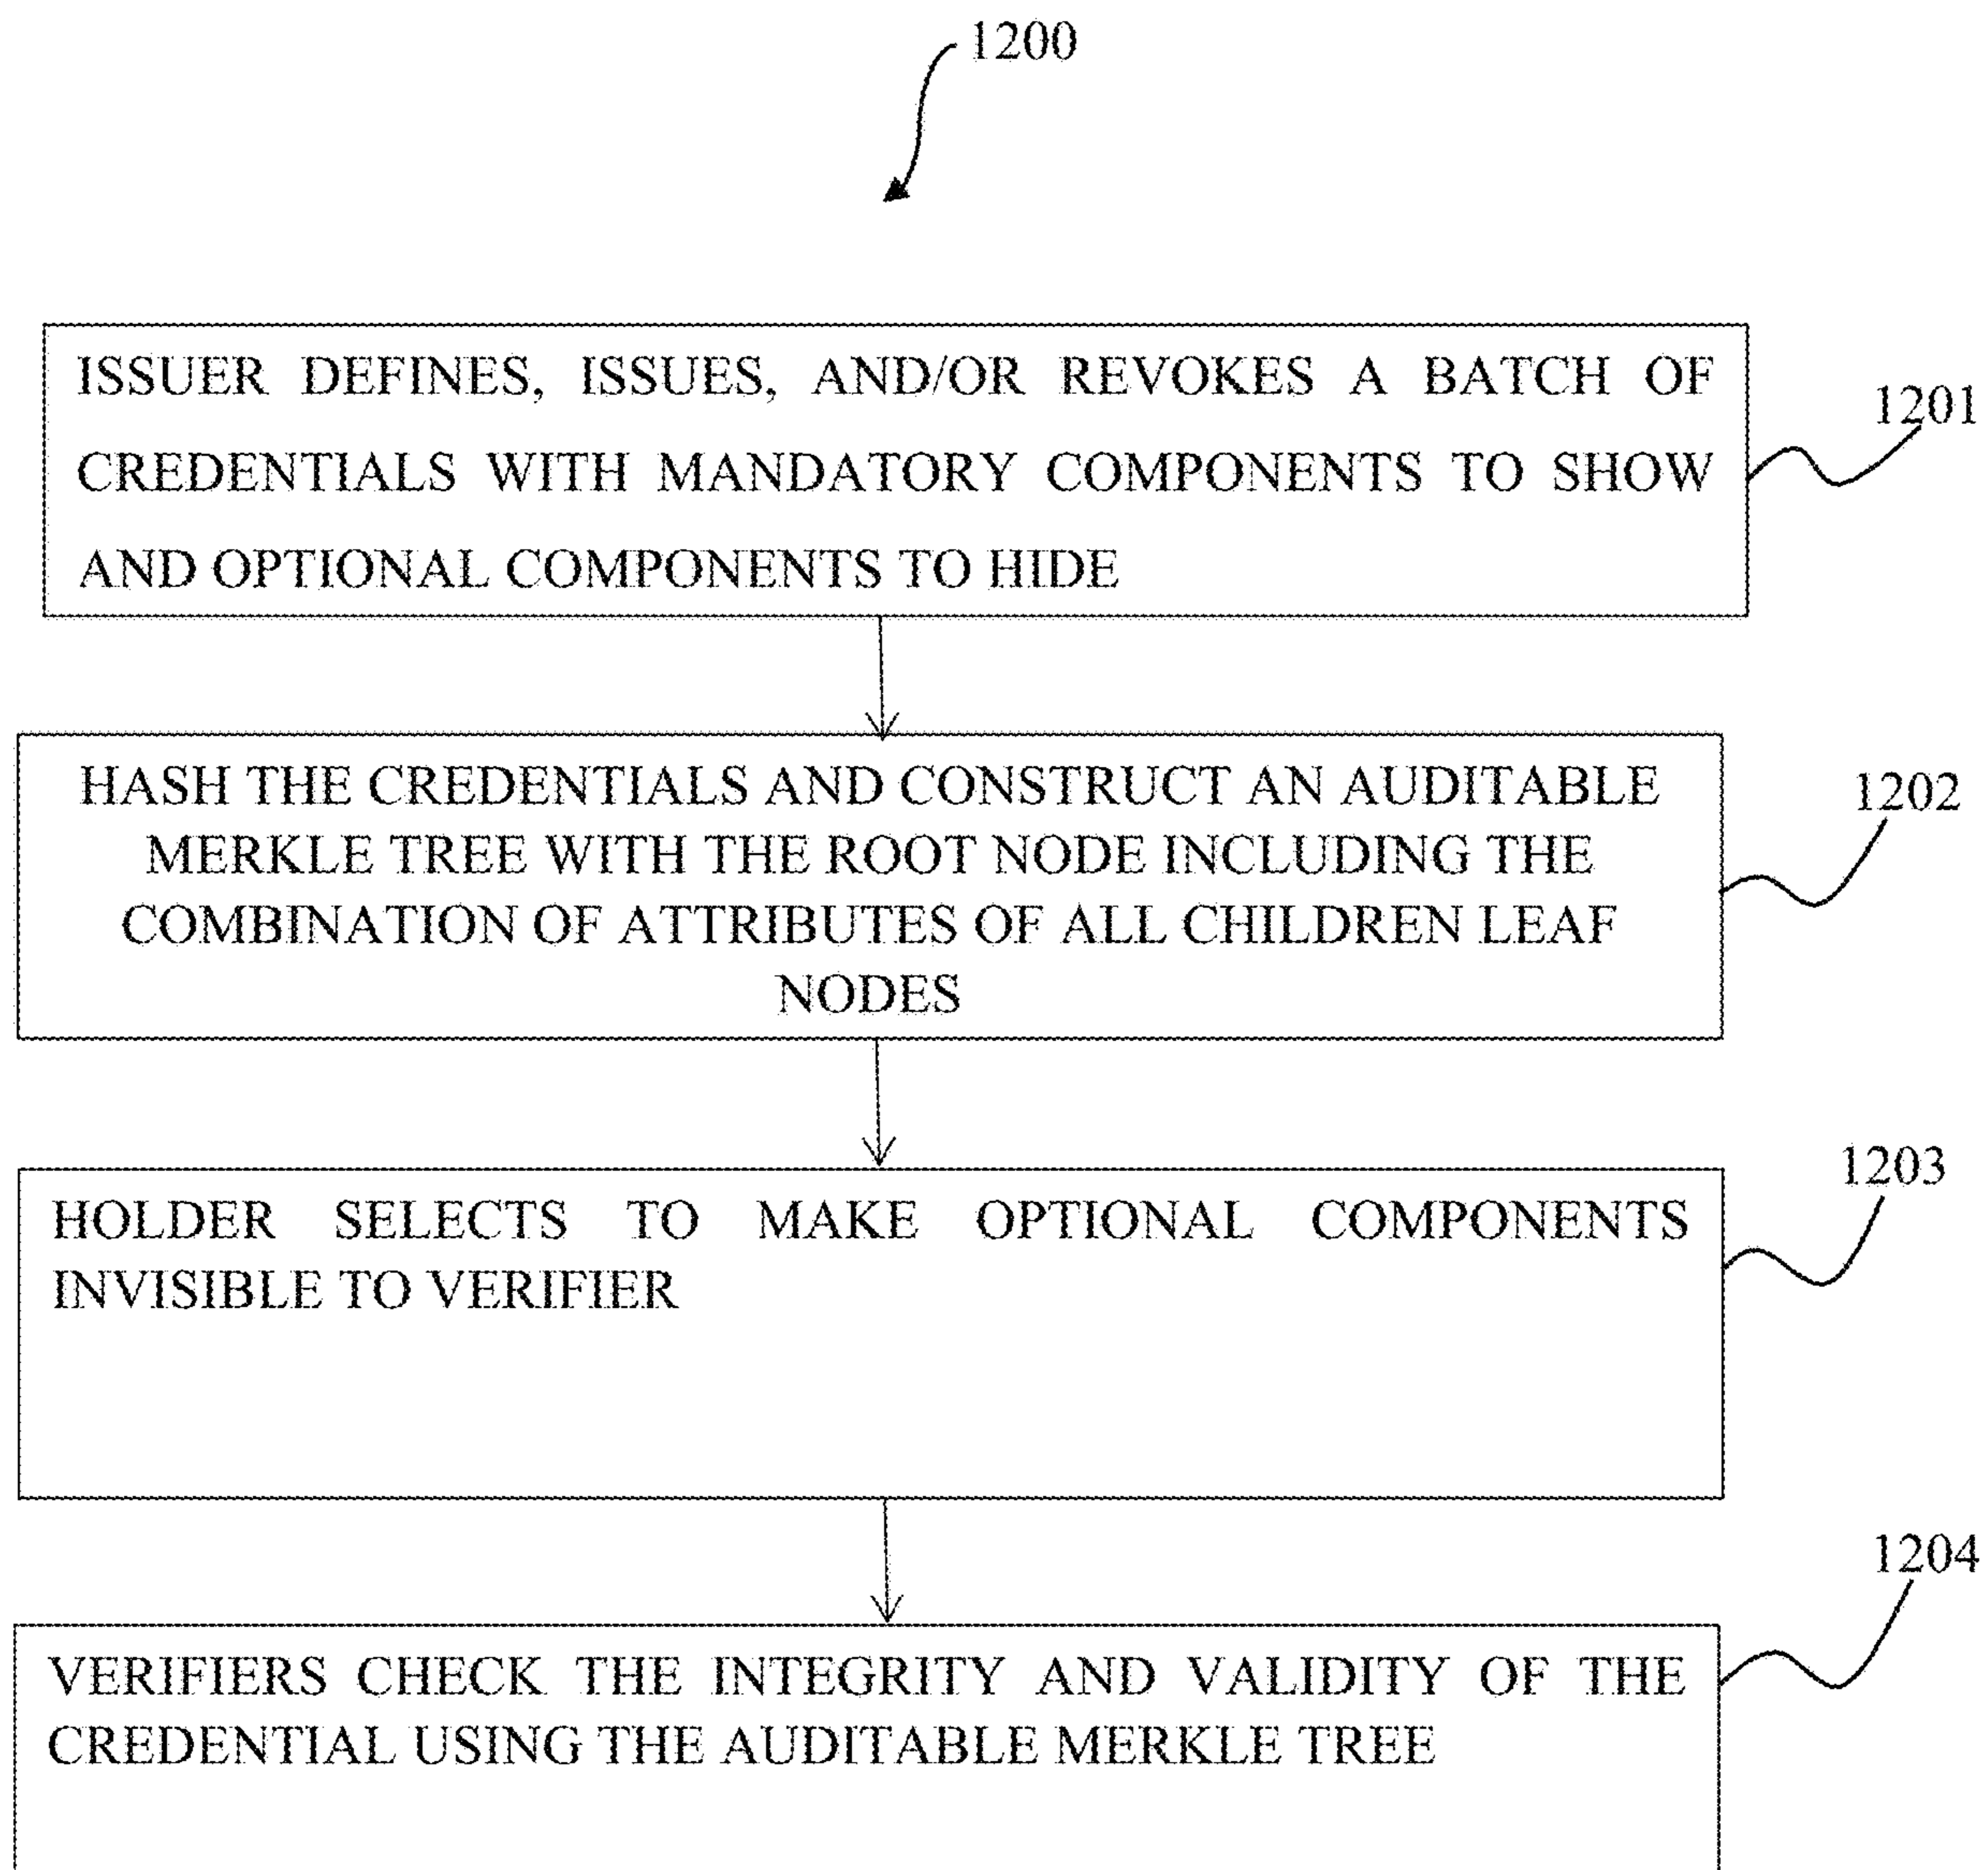 1200
ISSUER DEFINES, ISSUES, AND/OR REVOKES A BATCH OF
CREDENTIALS WITH MANDATORY COMPONENTS TO SHOW
AND OPTIONAL COMPONENTS TO HIDE
1201
HASH THE CREDENTIALS AND CONSTRUCT AN AUDITABLE
MERKLE TREE WITH THE ROOT NODE INCLUDING THE
COMBINATION OF ATTRIBUTES OF ALL CHILDREN LEAF
NODES
1202
HOLDER SELECTS TO MAKE OPTIONAL COMPONENTS
INVISIBLE TO VERIFIER
1203
VERIFIERS CHECK THE INTEGRITY AND VALIDITY OF THE
CREDENTIAL USING THE AUDITABLE MERKLE TREE
1204